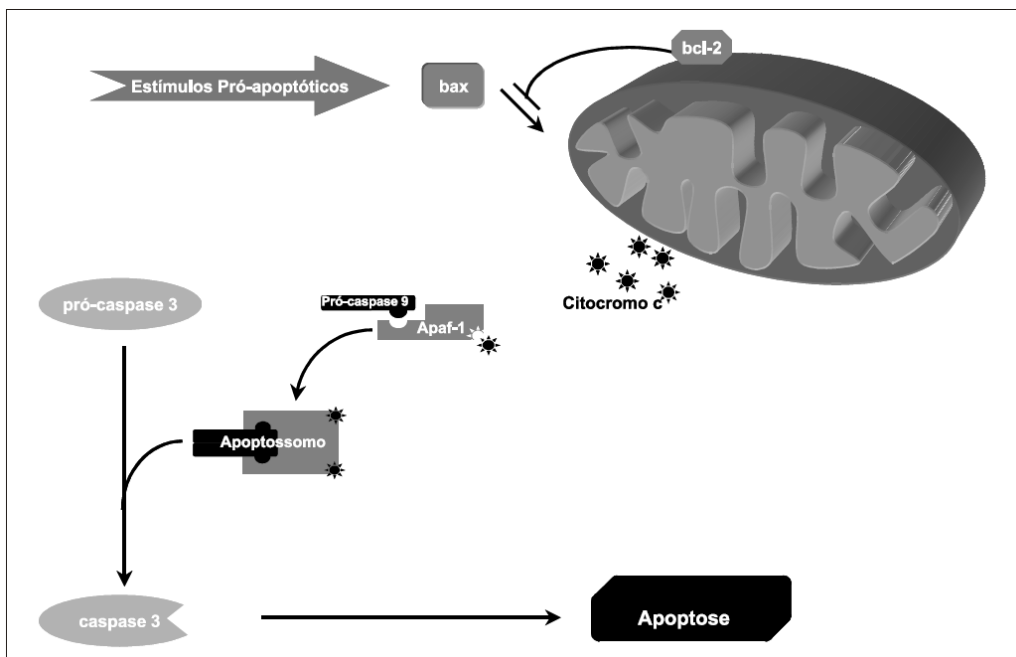 bcl-2
Estímulos Pró-apoptóticos
bax
pró-caspase 3
Pró-caspase 9
Apaf-1
Citocromo c
Apoptossomo
caspase 3
Apoptose